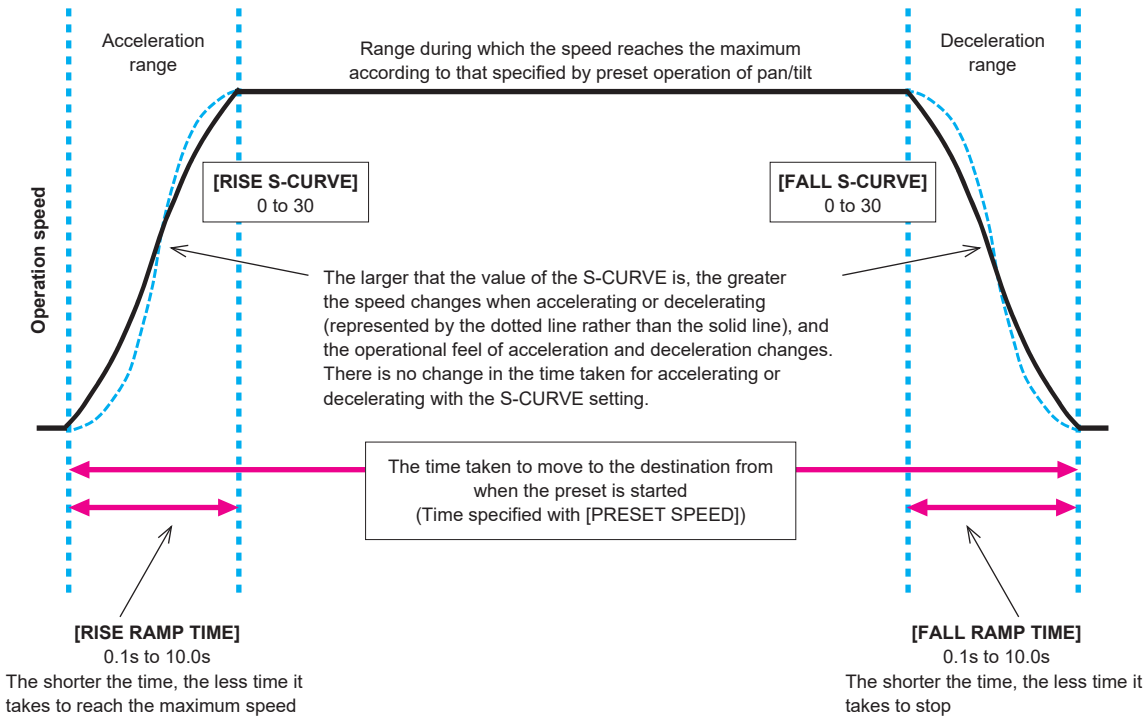 Acceleration
range
Range during which the speed reaches the maximum
according to that specified by preset operation of pan/tilt
Deceleration
range
Operation speed
[RISE S-CURVE]
0 to 30
[FALL S-CURVE]
0 to 30
The larger that the value of the S-CURVE is, the greater
the speed changes when accelerating or decelerating
(represented by the dotted line rather than the solid line), and
the operational feel of acceleration and deceleration changes.
There is no change in the time taken for accelerating or
decelerating with the S-CURVE setting.
The time taken to move to the destination from
when the preset is started
(Time specified with [PRESET SPEED])
[RISE RAMP TIME]
0.1s to 10.0s
The shorter the time, the less time it
takes to reach the maximum speed
[FALL RAMP TIME]
0.1s to 10.0s
The shorter the time, the less time it
takes to stop